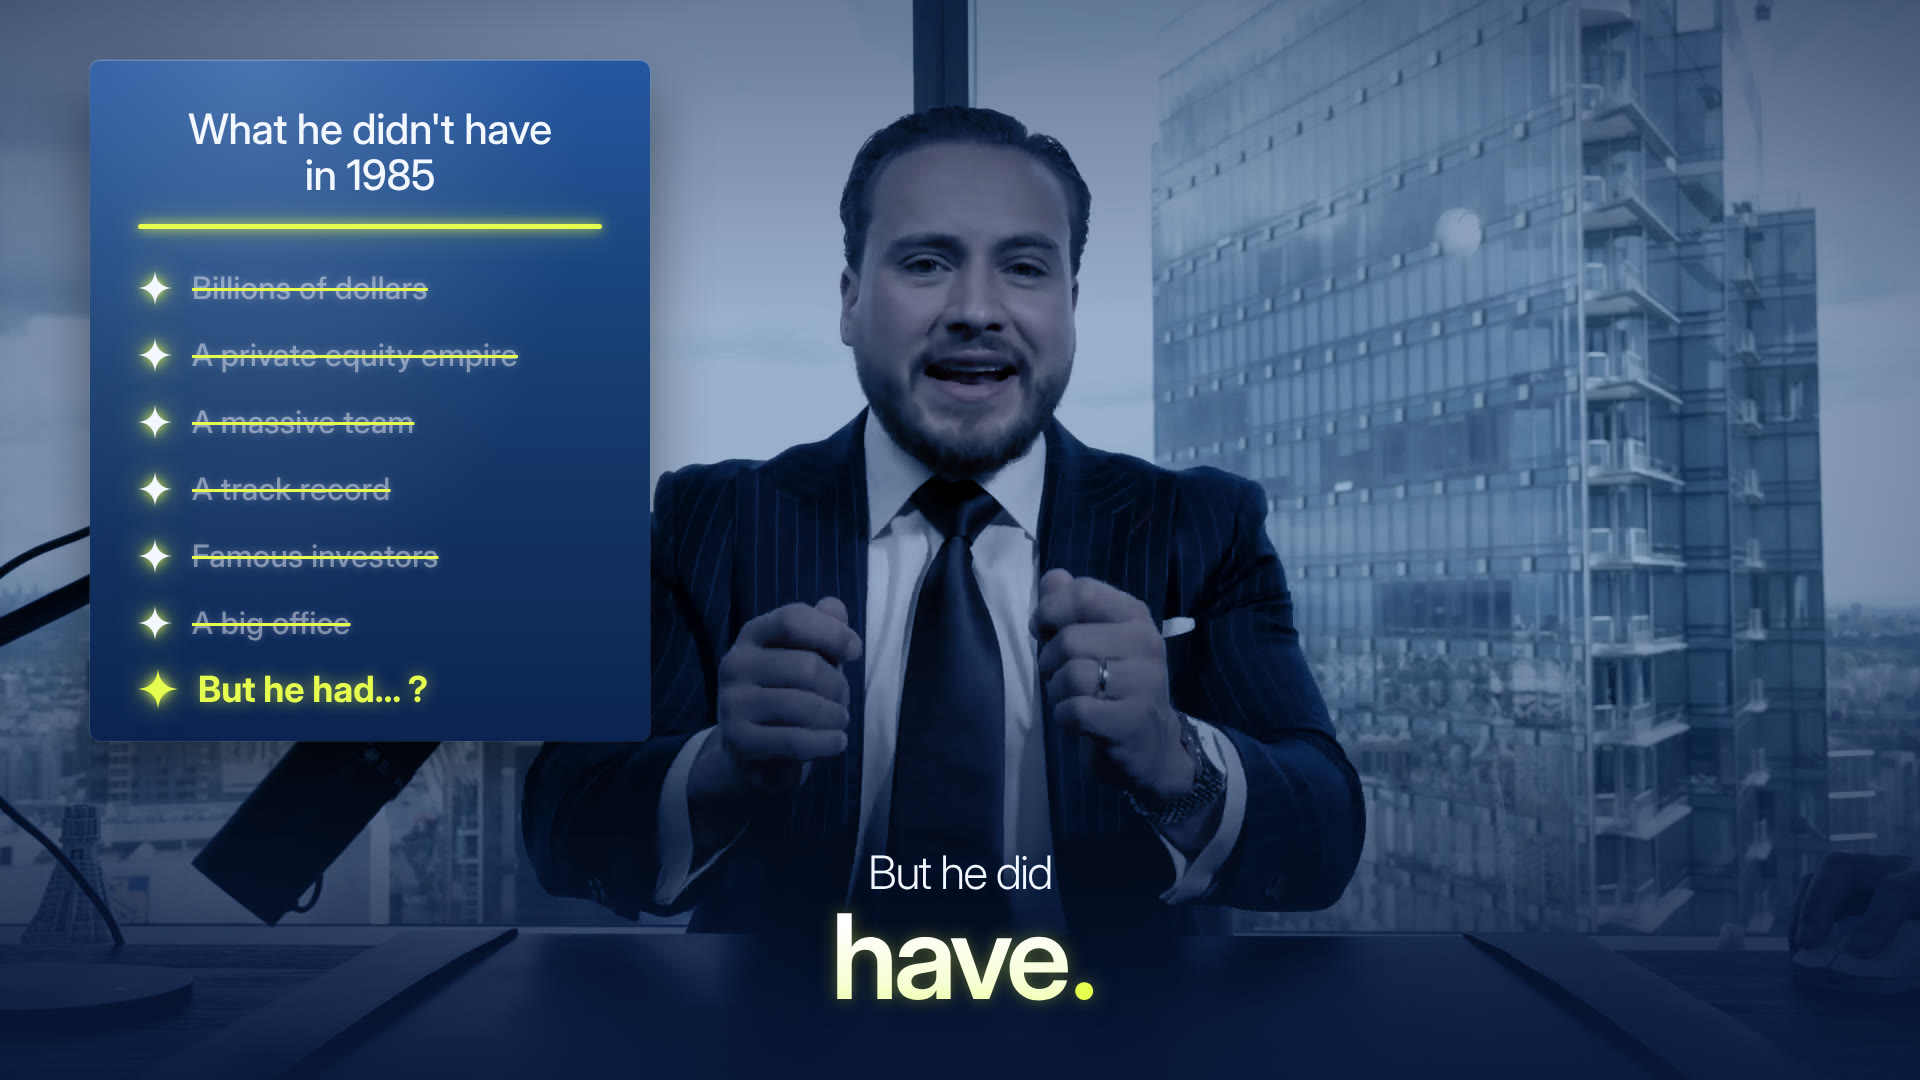 What he didn't have
in 1985
Billions of dollars
A private equity empire
A massive team
A track record
Famous investors
A big office
But he had... ?
But he did
have.